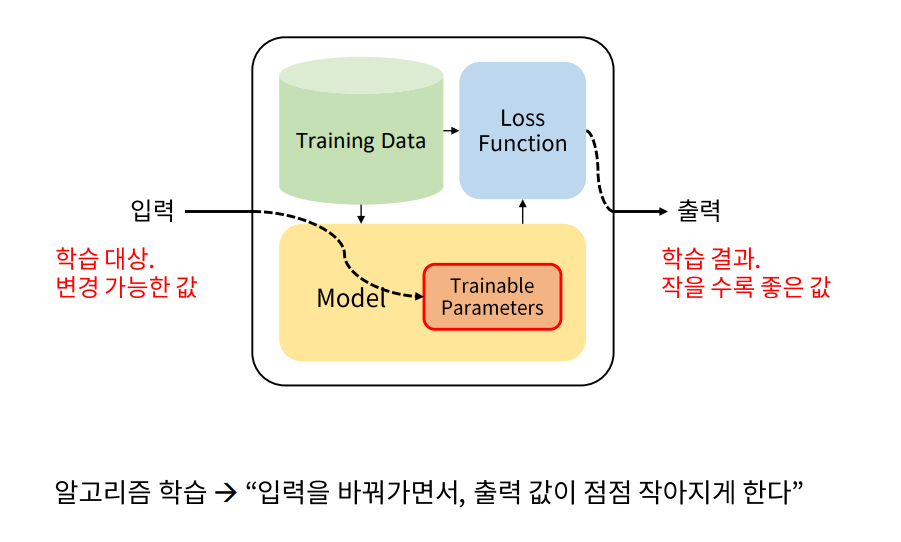 Training Data
Loss
Function
입력
출력
학습 대상.
변경 가능한 값
학습 결과.
작을 수록 좋은 값
Model
Trainable
Parameters
알고리즘 학습 → “입력을 바꿔가면서, 출력 값이 점점 작아지게 한다”